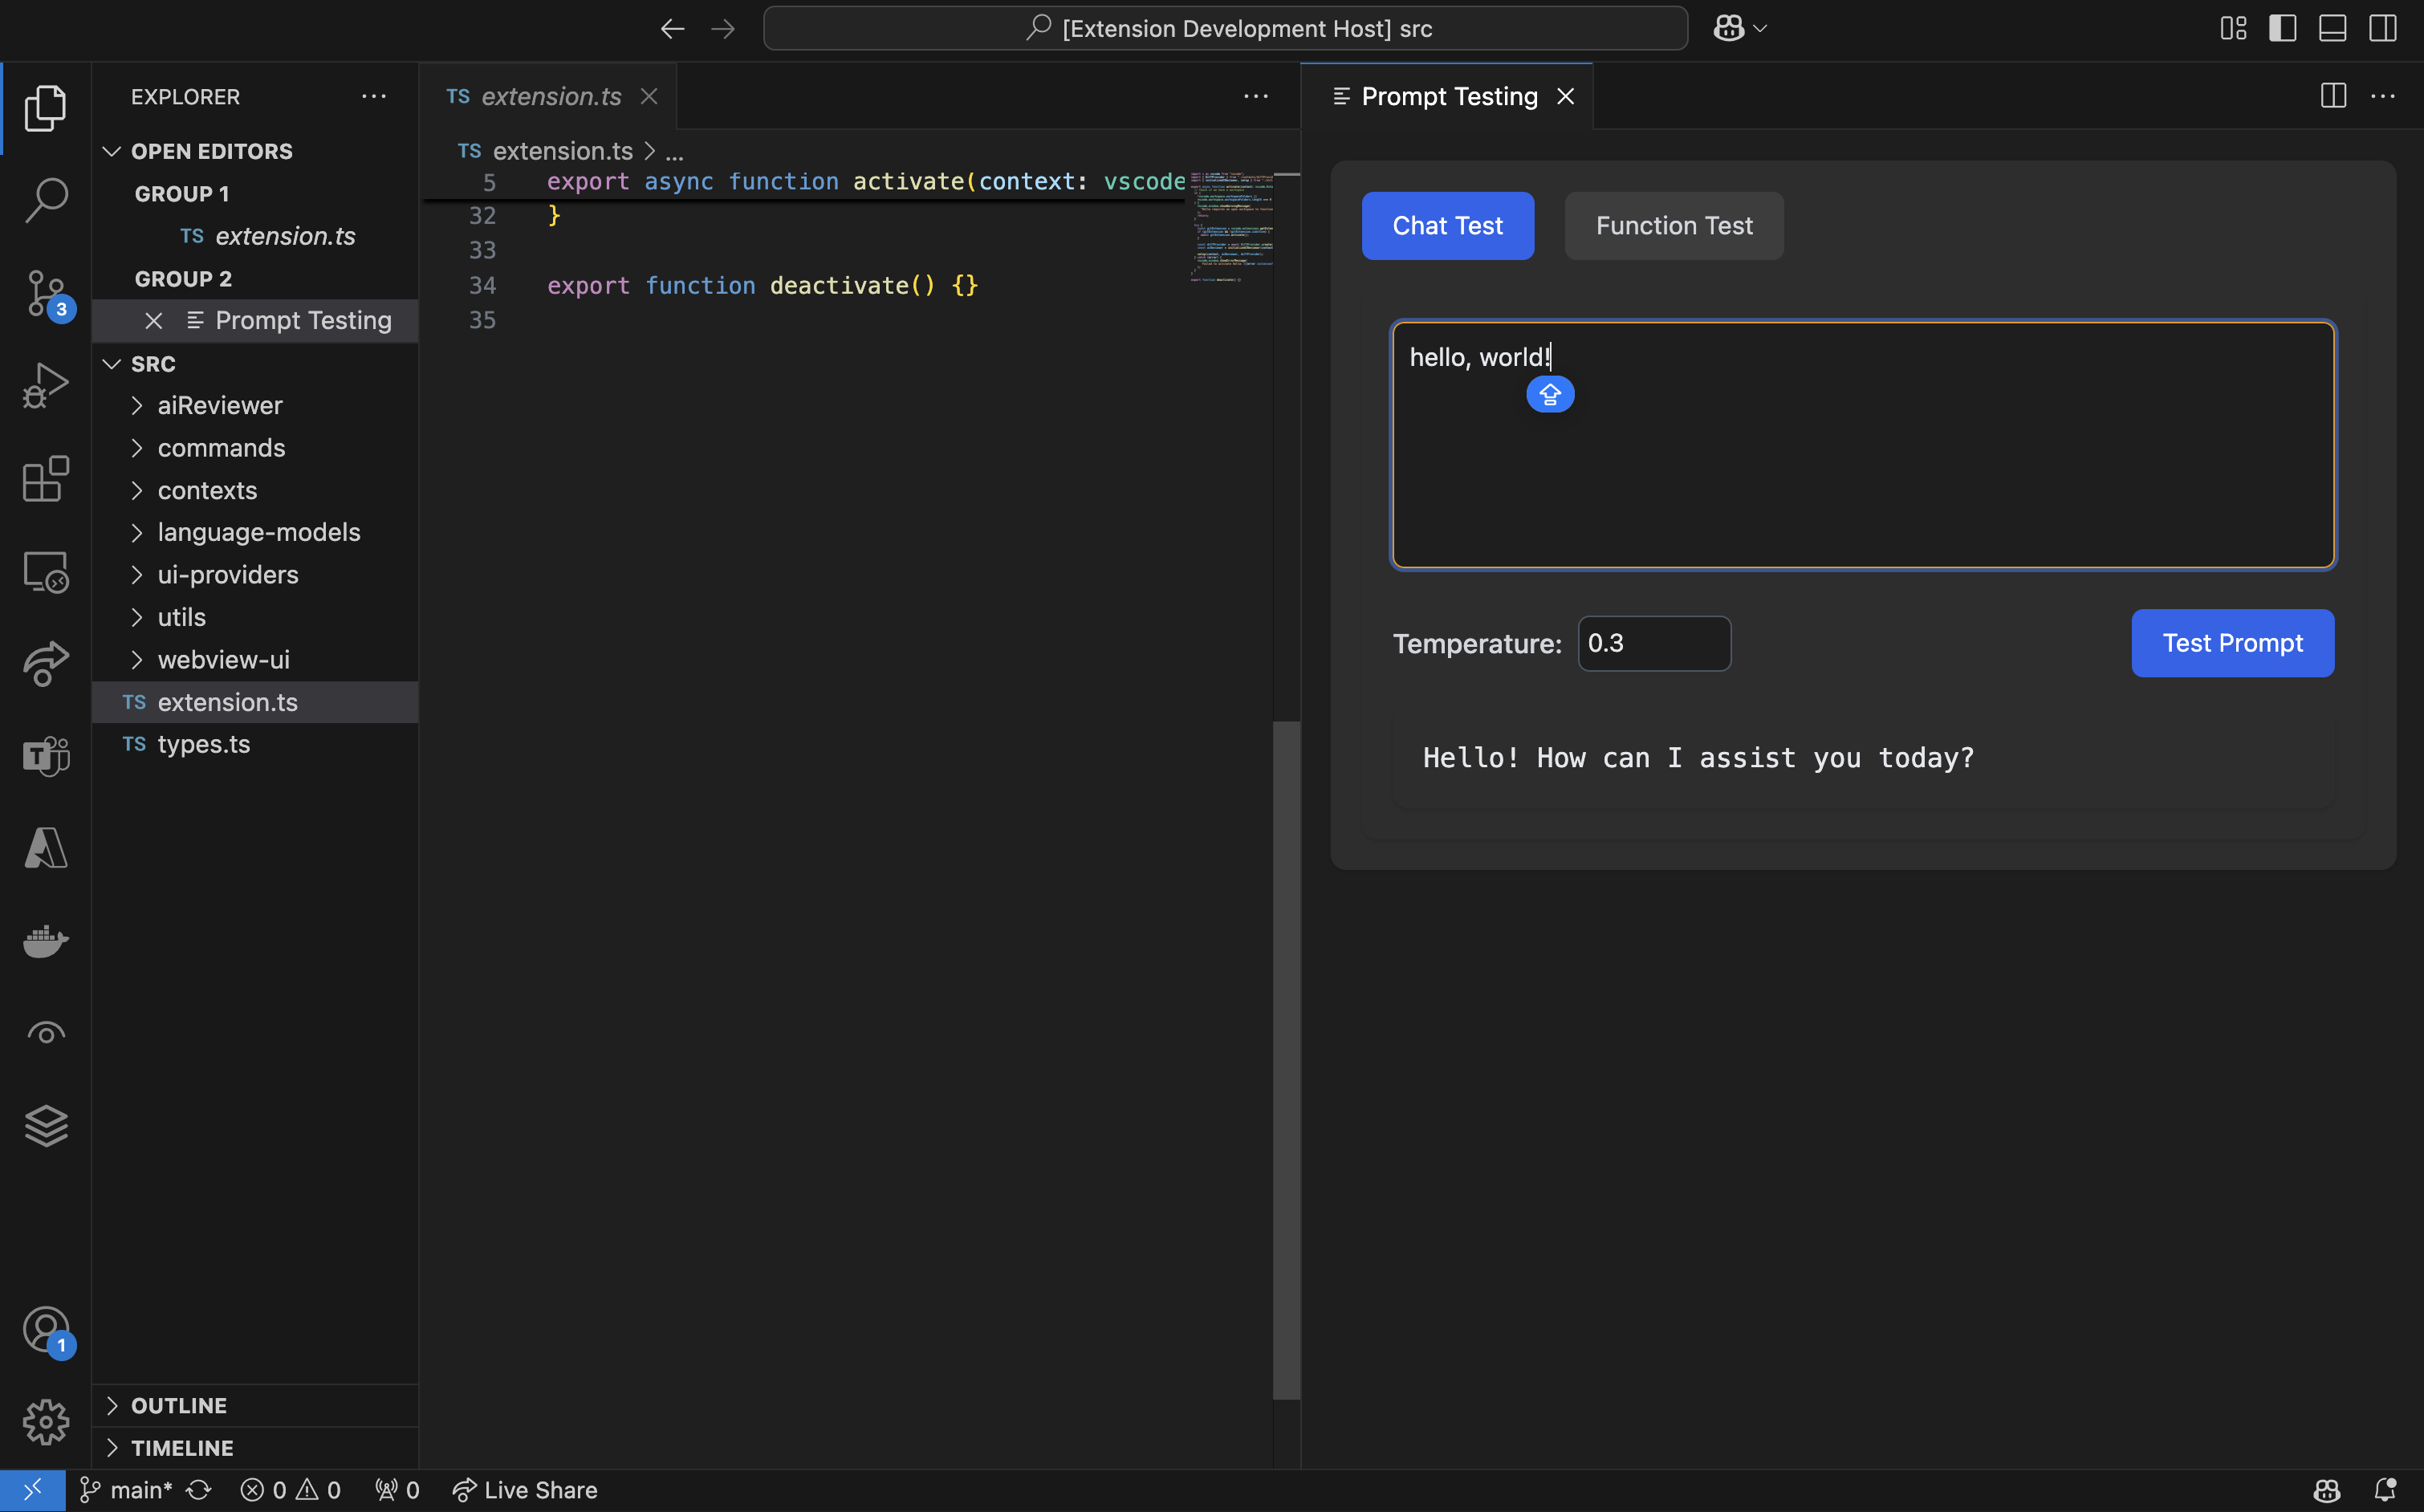 [Extension Development Host] src
EXPLORER
OPEN EDITORS
GROUP 1
TS extension.ts
GROUP 2
Prompt Testing
SRC
aiReviewer
commands
contexts
language-models
ui-providers
utils
webview-ui
TS extension.ts
TS types.ts
OUTLINE
TIMELINE
3
T
1
TS extension.ts
TS extension.ts > ...
5 export async function activate(context: vscode
32 }
33
34 export function deactivate() {}
35
Prompt Testing
Chat Test Function Test
hello, world!
Temperature: 0.3 Test Prompt
Hello! How can I assist you today?
main* 0 0 0 Live Share